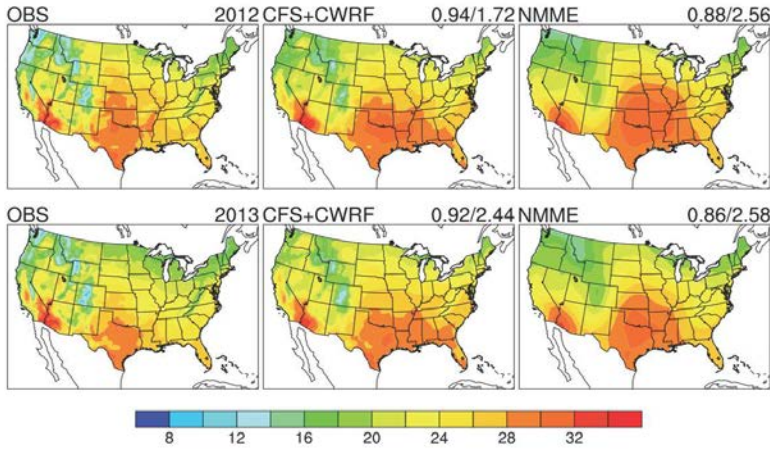 OBS 2012 CFS+CWRF 0.94/1.72 NMME 0.88/2.56
OBS 2013 CFS+CWRF 0.92/2.44 NMME 0.86/2.58
8 12 16 20 24 28 32